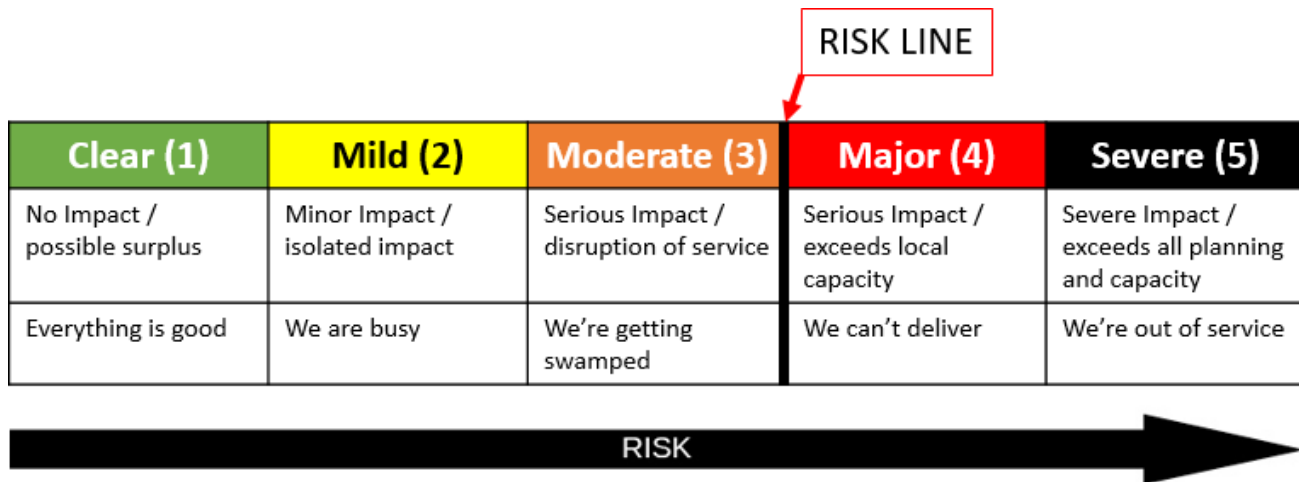 RISK LINE
Clear (1)
Mild (2)
Moderate (3)
Major (4)
Severe (5)
No Impact /
possible surplus
Minor Impact /
isolated impact
Serious Impact /
disruption of service
Serious Impact /
exceeds local
capacity
Severe Impact /
exceeds all planning
and capacity
Everything is good
We are busy
We’re getting
swamped
We can’t deliver
We’re out of service
RISK